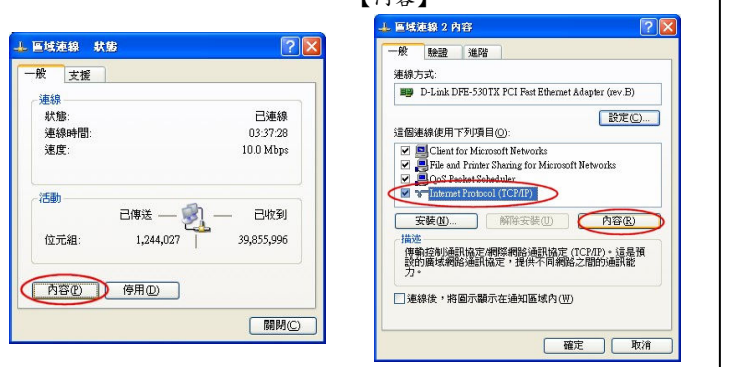 【內容】
區域連線 狀態
一般 支援
連線
狀態: 已連線
連線時間: 03:37:28
速度: 10.0 Mbps
活動
已傳送 — — 已收到
位元組: 1,244,027 | 39,855,996
內容(P) 停用(D)
關閉(C)
區域連線 2 內容
一般 驗證 進階
連線方式:
D-Link DFE-530TX PCI Fast Ethernet Adapter (rev.B)
設定(C)...
這個連線使用下列項目(O):
Client for Microsoft Networks
File and Printer Sharing for Microsoft Networks
QoS Packet Scheduler
Internet Protocol (TCP/IP)
安裝(N)... 解除安裝(U) 內容(R)
描述
傳輸控制通訊協定/網際網路通訊協定 (TCP/IP)。這是預
設的廣域網路通訊協定,提供不同網路之間的通訊能
力。
連線後,將圖示顯示在通知區域內(W)
確定 取消